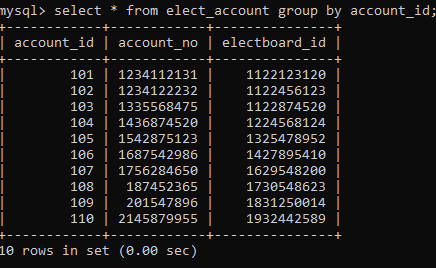 mysql> select * from elect_account group by account_id;
+------------+------------+---------------+
| account_id | account_no | electboard_id |
+------------+------------+---------------+
|        101 | 1234112131 |    1122123120 |
|        102 | 1234122232 |    1122456123 |
|        103 | 1335568475 |    1122874520 |
|        104 | 1436874520 |    1224568124 |
|        105 | 1542875123 |    1325478952 |
|        106 | 1687542986 |    1427895410 |
|        107 | 1756284650 |    1629548200 |
|        108 |  187452365 |    1730548623 |
|        109 |  201547896 |    1831250014 |
|        110 | 2145879955 |    1932442589 |
+------------+------------+---------------+
10 rows in set (0.00 sec)